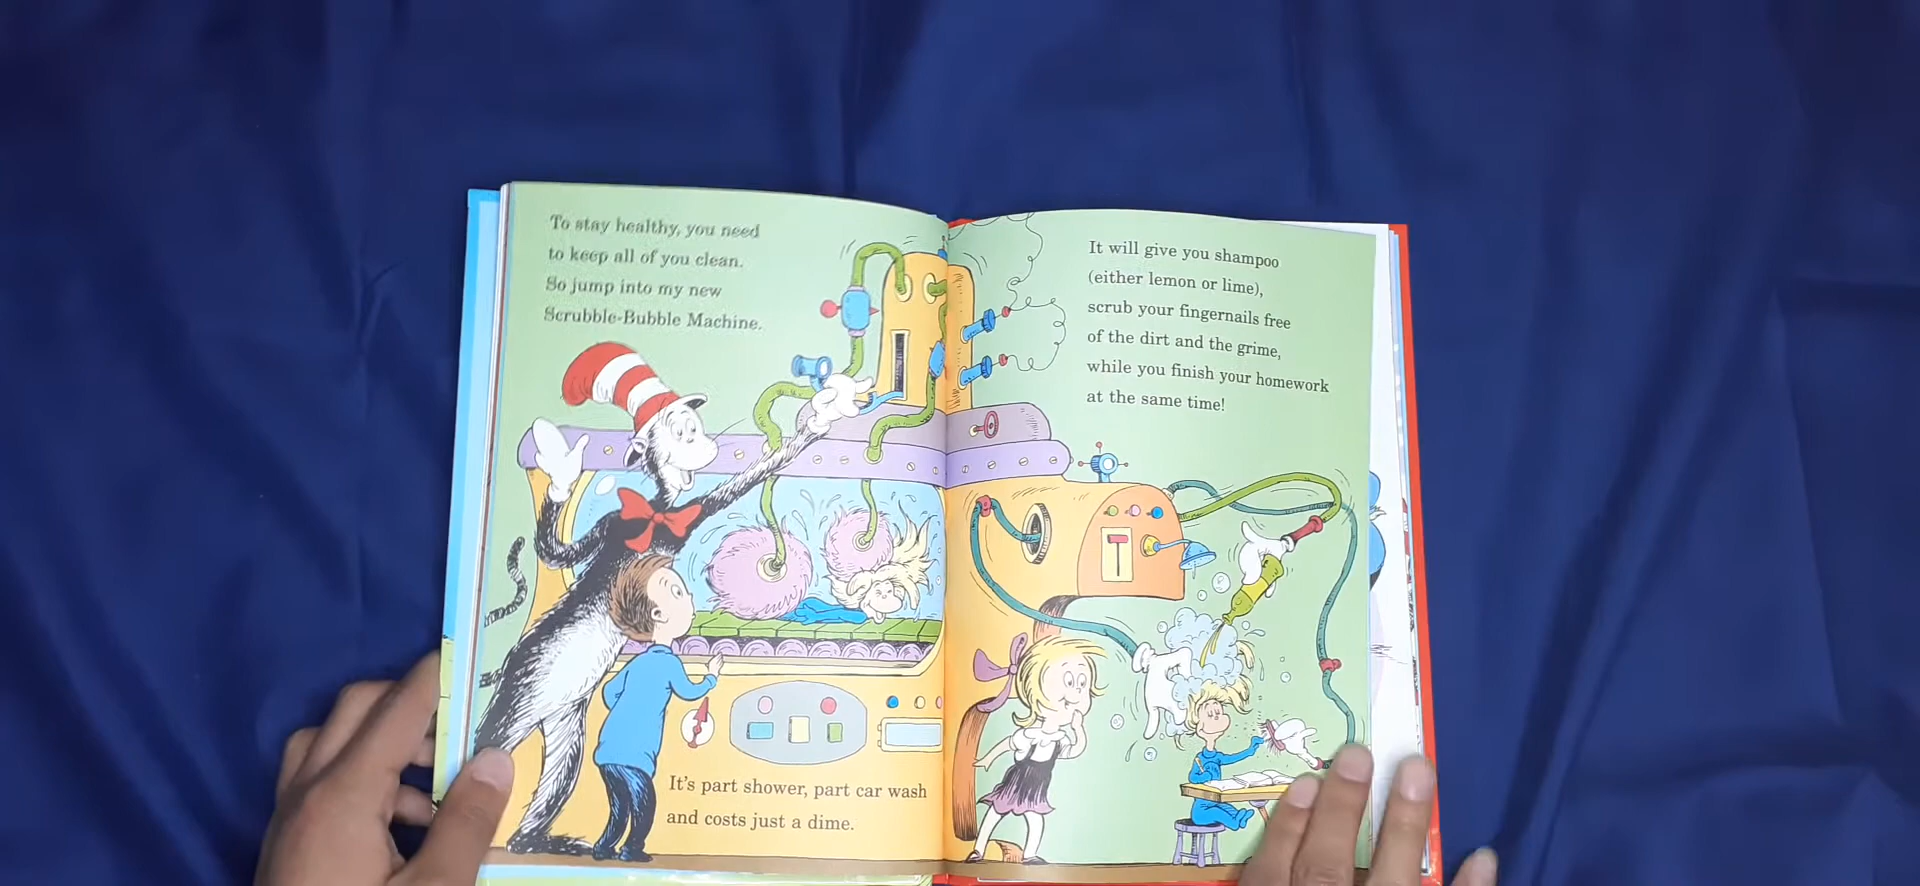 To stay healthy, you need
to keep all of you clean.
So jump into my new
Scrubble-Bubble Machine.
It's part shower, part car wash
and costs just a dime.
It will give you shampoo
(either lemon or lime),
scrub your fingernails free
of the dirt and the grime,
while you finish your homework
at the same time!